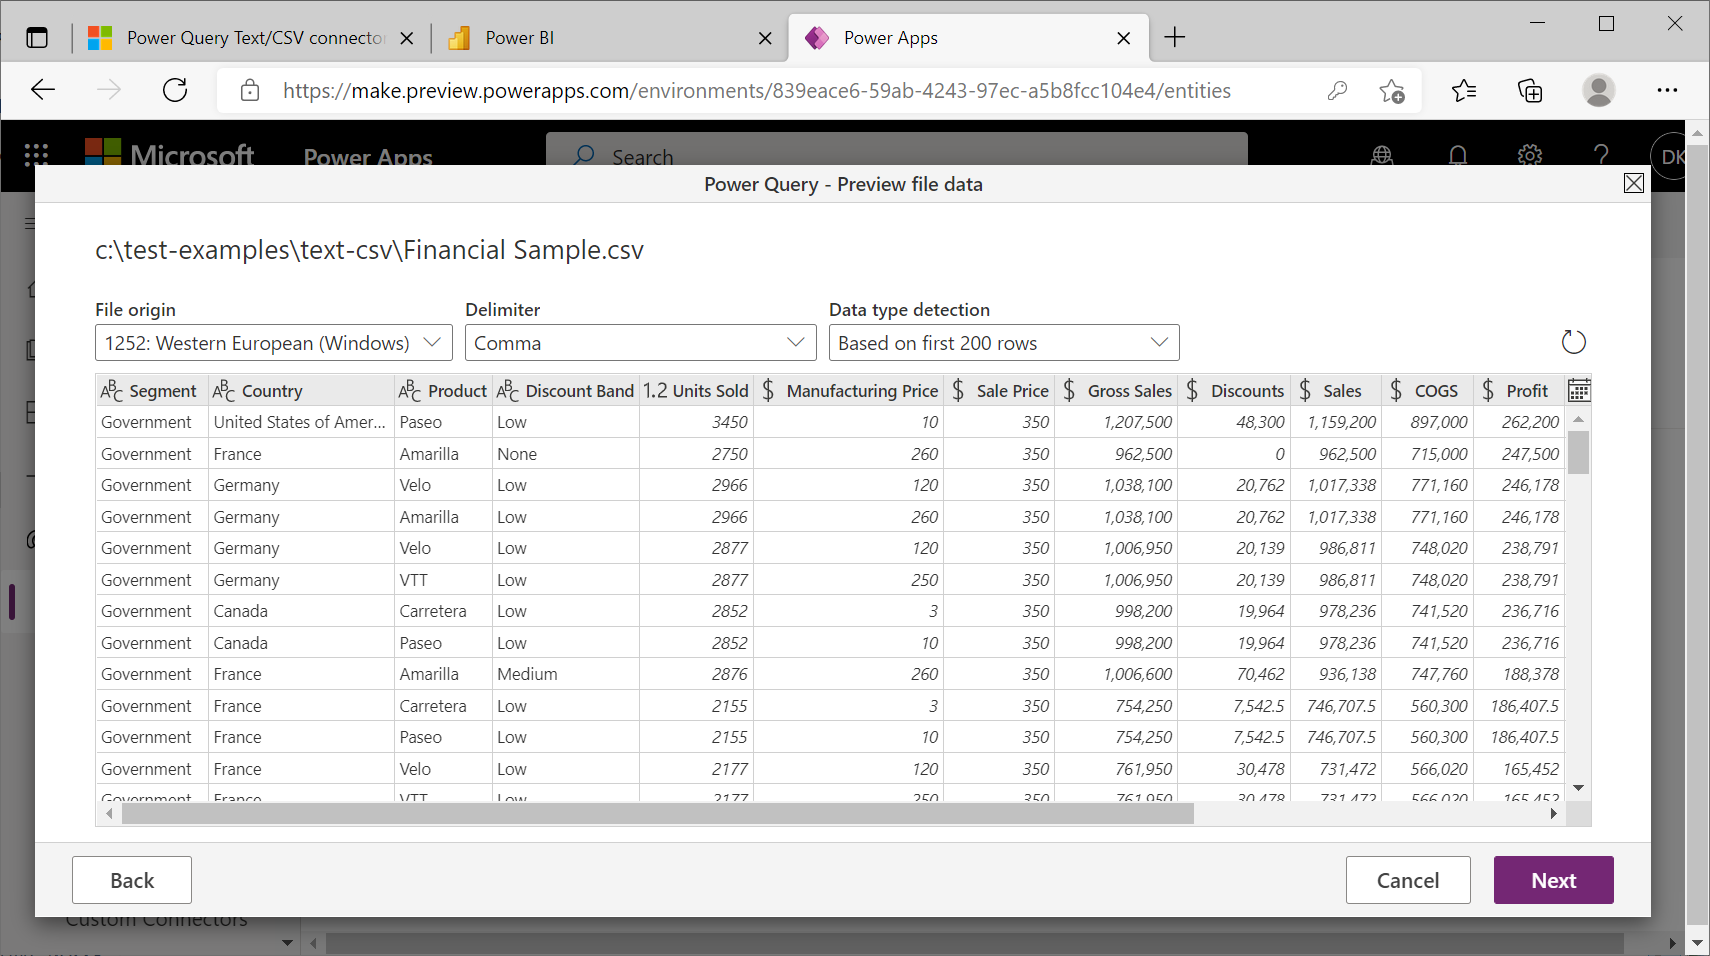 Power Query Text/CSV connector
Power BI
Power Apps
https://make.preview.powerapps.com/environments/839eace6-59ab-4243-97ec-a5b8fcc104e4/entities
Microsoft Power Apps Search DK
Power Query - Preview file data
c:\test-examples\text-csv\Financial Sample.csv
File origin Delimiter Data type detection
1252: Western European (Windows) Comma Based on first 200 rows
ABC Segment ABC Country ABC Product ABC Discount Band 1.2 Units Sold $ Manufacturing Price $ Sale Price $ Gross Sales $ Discounts $ Sales $ COGS $ Profit
Government United States of Amer... Paseo Low 3450 10 350 1,207,500 48,300 1,159,200 897,000 262,200
Government France Amarilla None 2750 260 350 962,500 0 962,500 715,000 247,500
Government Germany Velo Low 2966 120 350 1,038,100 20,762 1,017,338 771,160 246,178
Government Germany Amarilla Low 2966 260 350 1,038,100 20,762 1,017,338 771,160 246,178
Government Germany Velo Low 2877 120 350 1,006,950 20,139 986,811 748,020 238,791
Government Germany VTT Low 2877 250 350 1,006,950 20,139 986,811 748,020 238,791
Government Canada Carretera Low 2852 3 350 998,200 19,964 978,236 741,520 236,716
Government Canada Paseo Low 2852 10 350 998,200 19,964 978,236 741,520 236,716
Government France Amarilla Medium 2876 260 350 1,006,600 70,462 936,138 747,760 188,378
Government France Carretera Low 2155 3 350 754,250 7,542.5 746,707.5 560,300 186,407.5
Government France Paseo Low 2155 10 350 754,250 7,542.5 746,707.5 560,300 186,407.5
Government France Velo Low 2177 120 350 761,950 30,478 731,472 566,020 165,452
Government France VTT Low 2177 250 350 761,950 30,478 731,472 566,020 165,452
Back Cancel Next
Custom Connectors